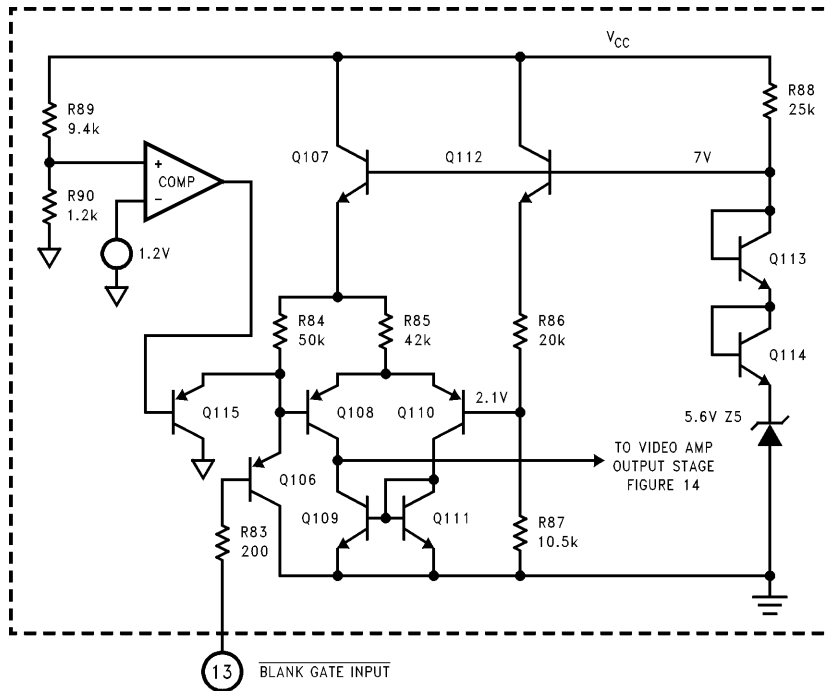 V_CC
R89
9.4k
R88
25k
Q107
Q112
7V
+
COMP
−
R90
1.2k
1.2V
Q113
R84
50k
R85
42k
R86
20k
Q114
2.1V
5.6V Z5
Q115
Q108
Q110
TO VIDEO AMP
OUTPUT STAGE
FIGURE 14
Q106
Q109
Q111
R83
200
R87
10.5k
13 BLANK GATE INPUT